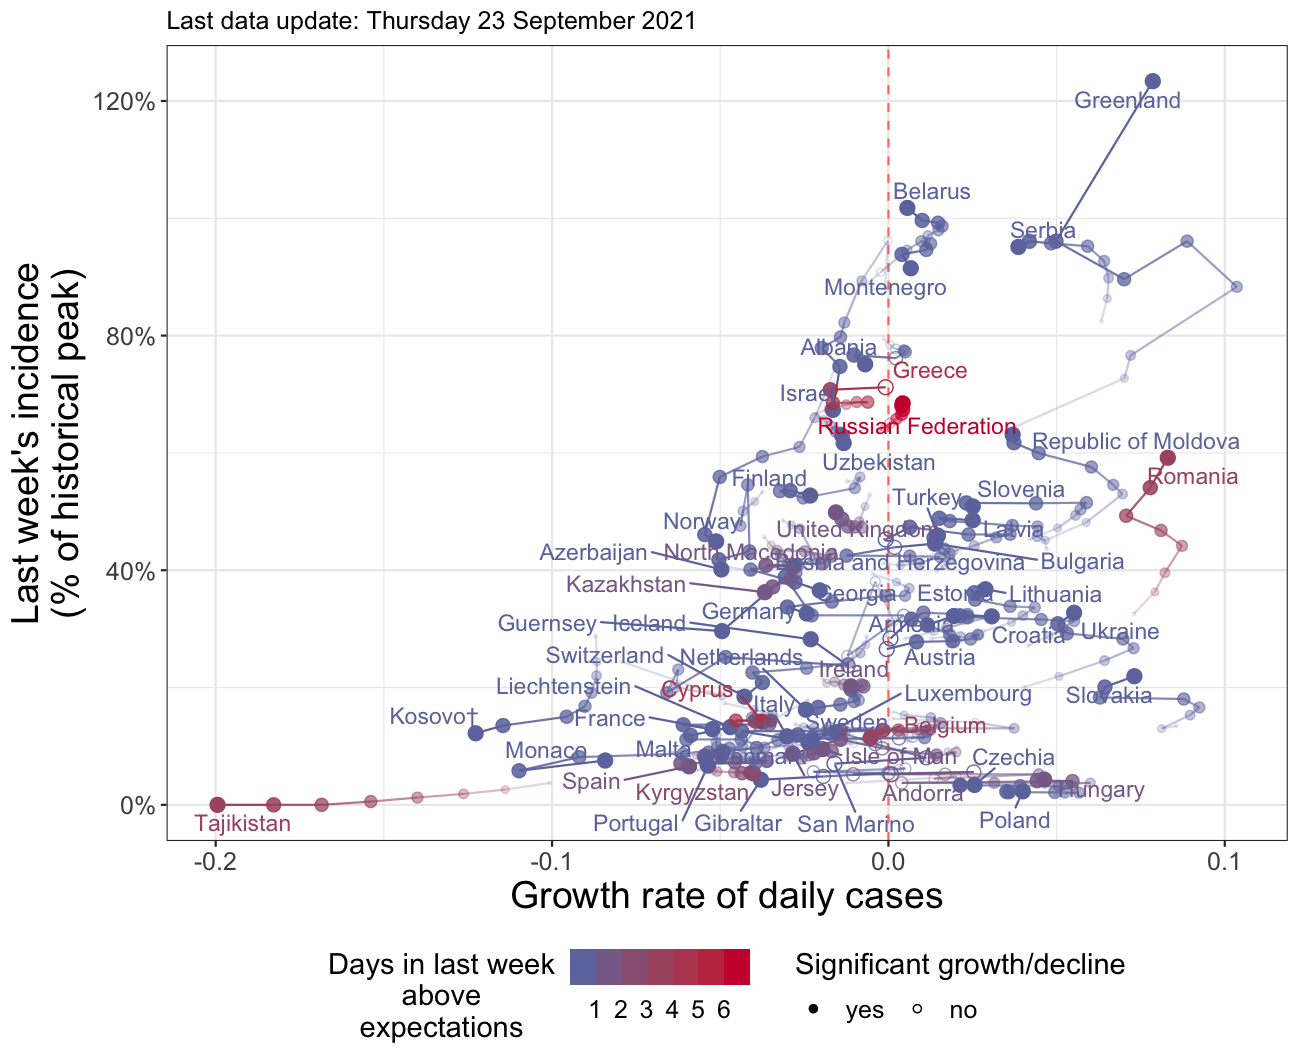 Last data update: Thursday 23 September 2021
Last week's incidence
(% of historical peak)
120%
80%
40%
0%
Greenland
Belarus
Serbia
Montenegro
Albania
Greece
Israel
Russian Federation
Republic of Moldova
Uzbekistan
Romania
Finland
Turkey
Slovenia
Norway
United Kingdom
Latvia
Azerbaijan
North Macedonia
Bosnia and Herzegovina
Bulgaria
Kazakhstan
Georgia
Estonia
Lithuania
Germany
Guernsey
Iceland
Armenia
Croatia
Ukraine
Switzerland
Netherlands
Austria
Ireland
Liechtenstein
Cyprus
Luxembourg
Slovakia
Italy
Kosovo†
France
Sweden
Belgium
Monaco
Malta
Isle of Man
Czechia
Spain
Kyrgyzstan
Jersey
Andorra
Hungary
Tajikistan
Portugal
Gibraltar
San Marino
Poland
-0.2
-0.1
0.0
0.1
Growth rate of daily cases
Days in last week
above
expectations
1 2 3 4 5 6
Significant growth/decline
yes
no